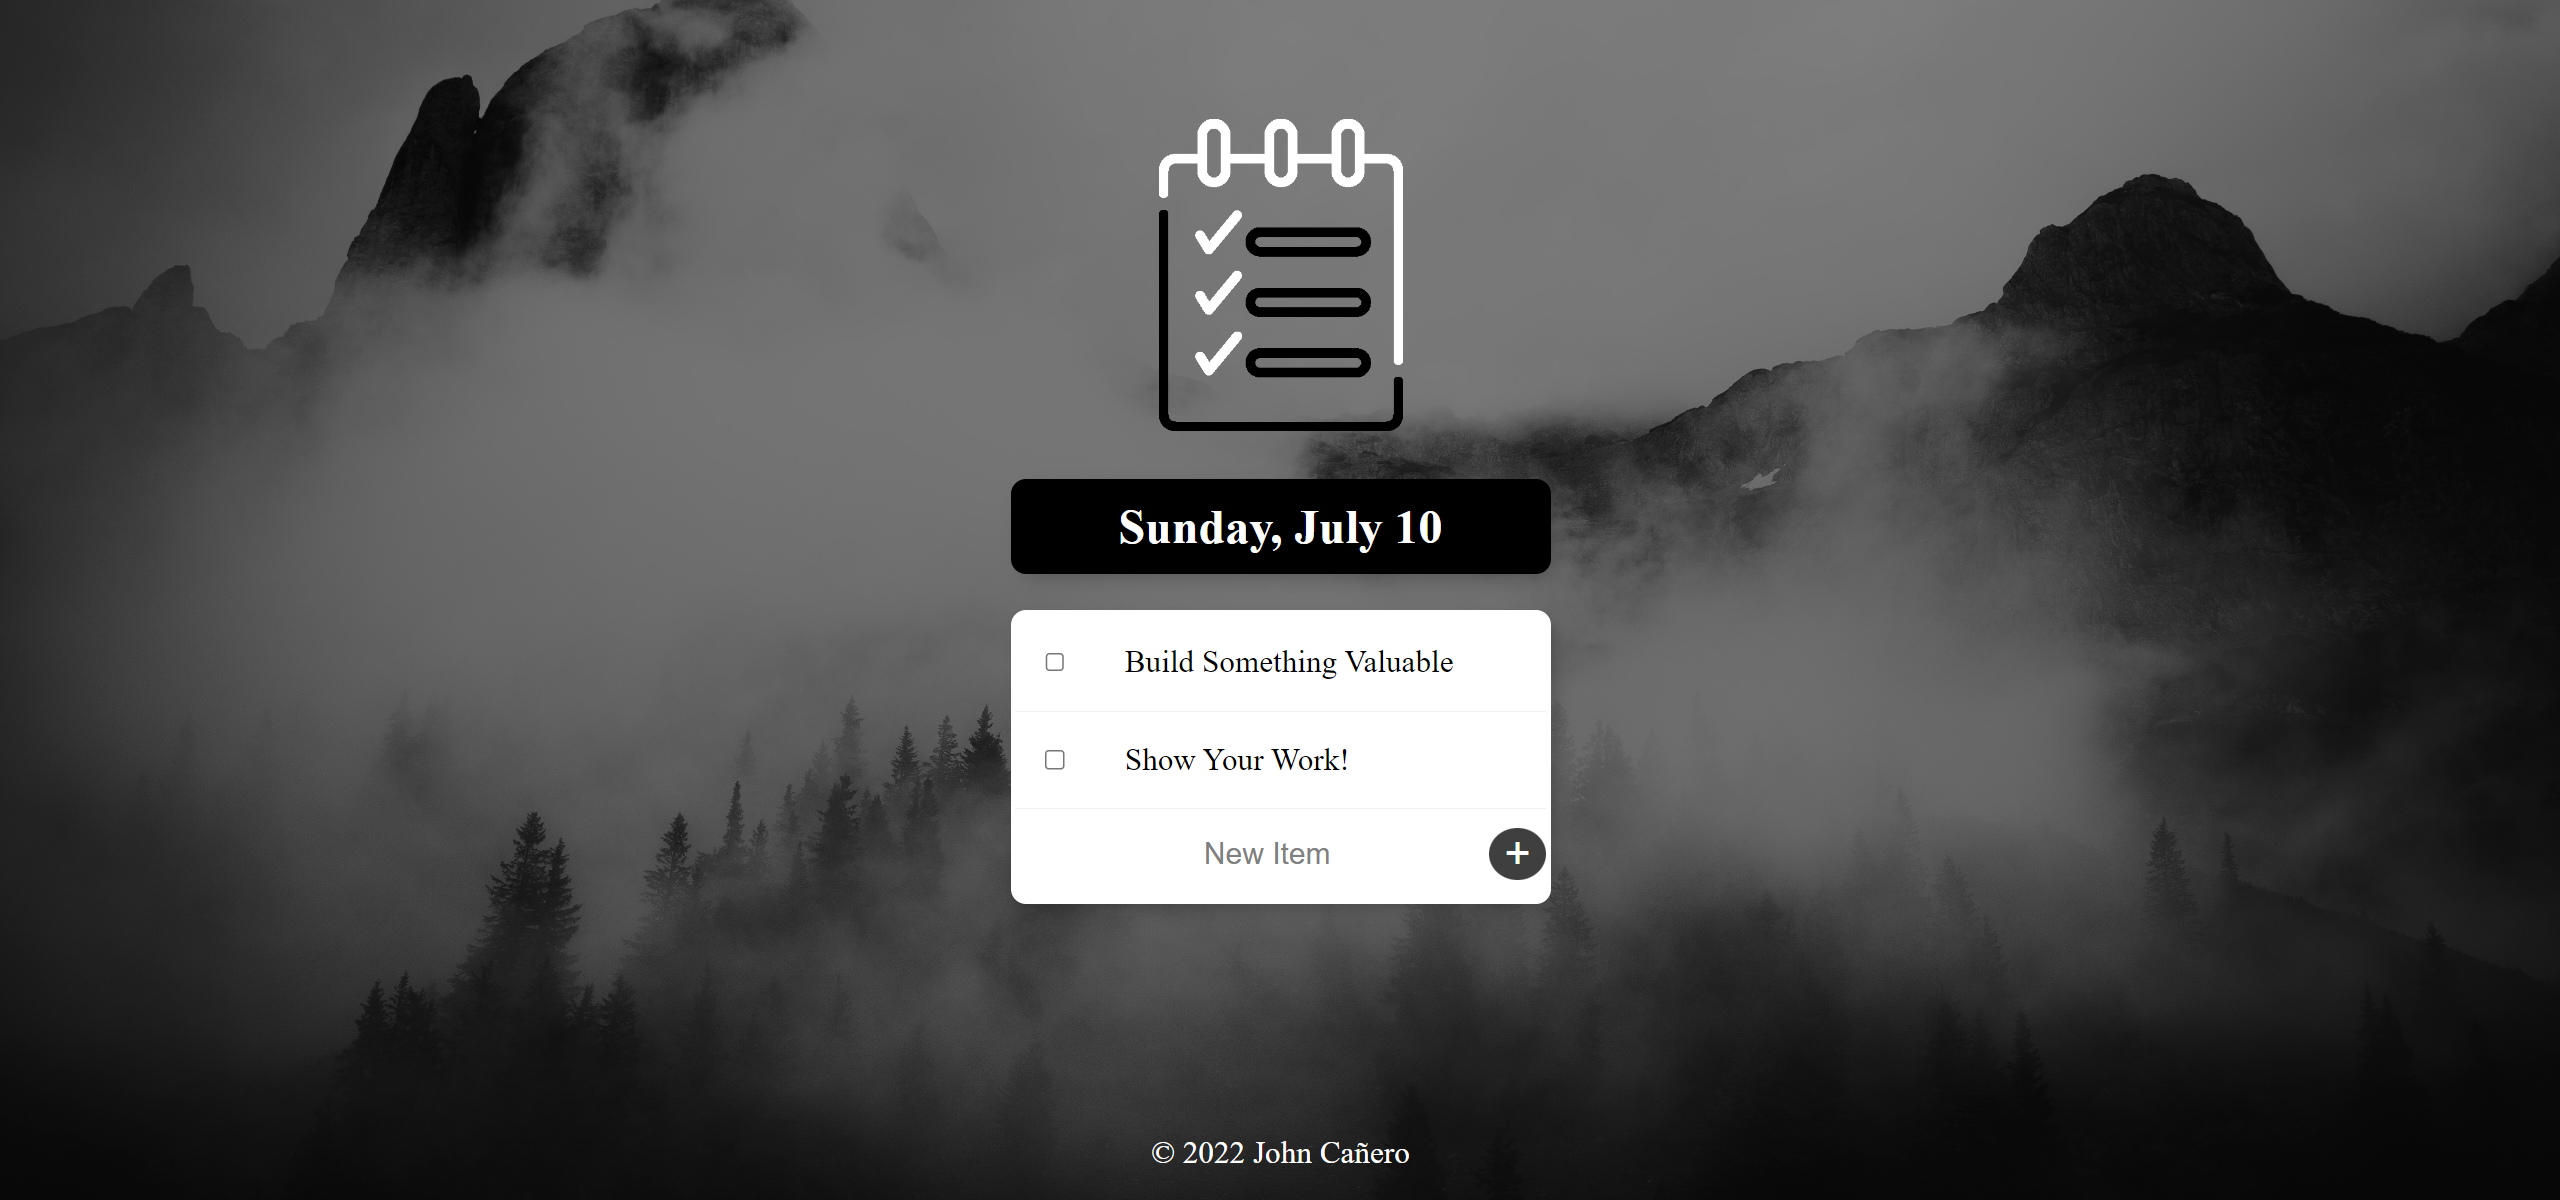 Sunday, July 10
Build Something Valuable
Show Your Work!
New Item
+
© 2022 John Cañero